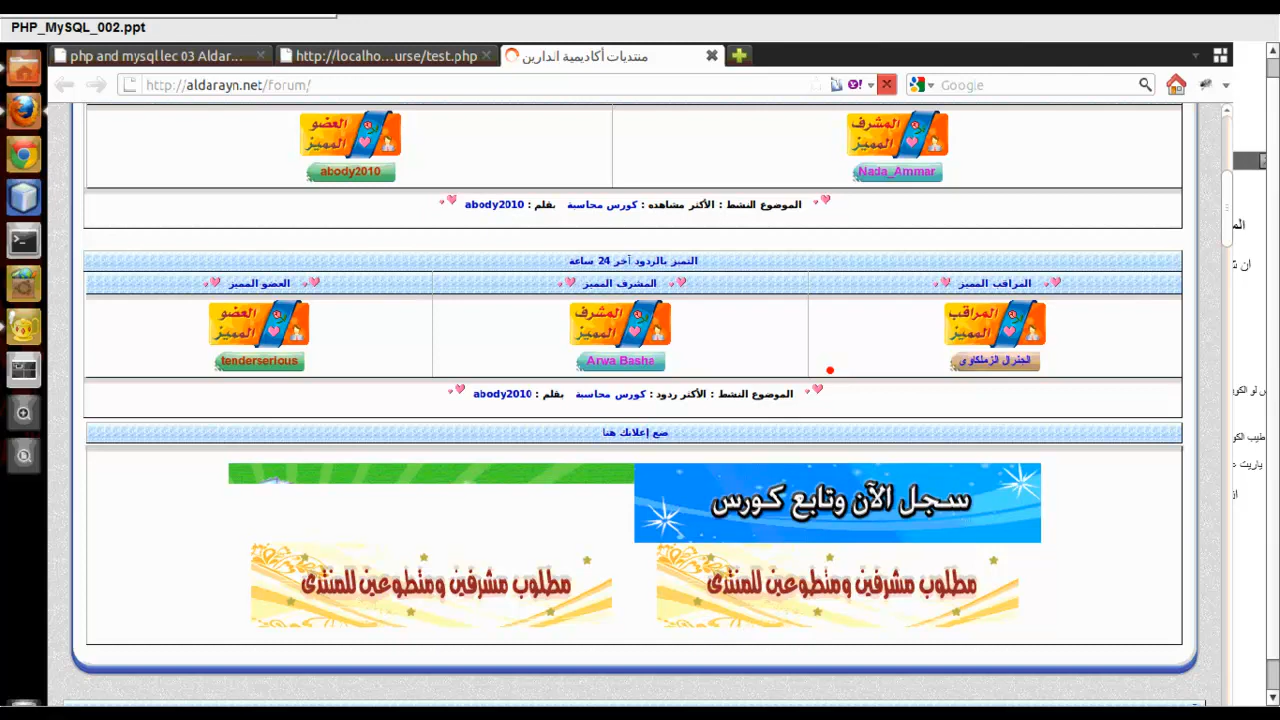 PHP_MySQL_002.ppt
php and mysql lec 03 Aldar...
http://localho...urse/test.php
منتديات أكاديمية الدارين
http://aldarayn.net/forum/
Google
المشرف المميز
العضو المميز
Nada_Ammar
abody2010
الموضوع النشط : الأكثر مشاهده : كورس محاسبة بقلم : abody2010
التميز بالردود آخر 24 ساعة
المراقب المميز
المشرف المميز
العضو المميز
المراقب المميز
المشرف المميز
العضو المميز
الجنرال الزملكاوى
Arwa Basha
tenderserious
الموضوع النشط : الأكثر ردود : كورس محاسبة بقلم : abody2010
ضع إعلانك هنا
سجل الآن وتابع كورس
مطلوب مشرفين ومتطوعين للمنتدى
مطلوب مشرفين ومتطوعين للمنتدى